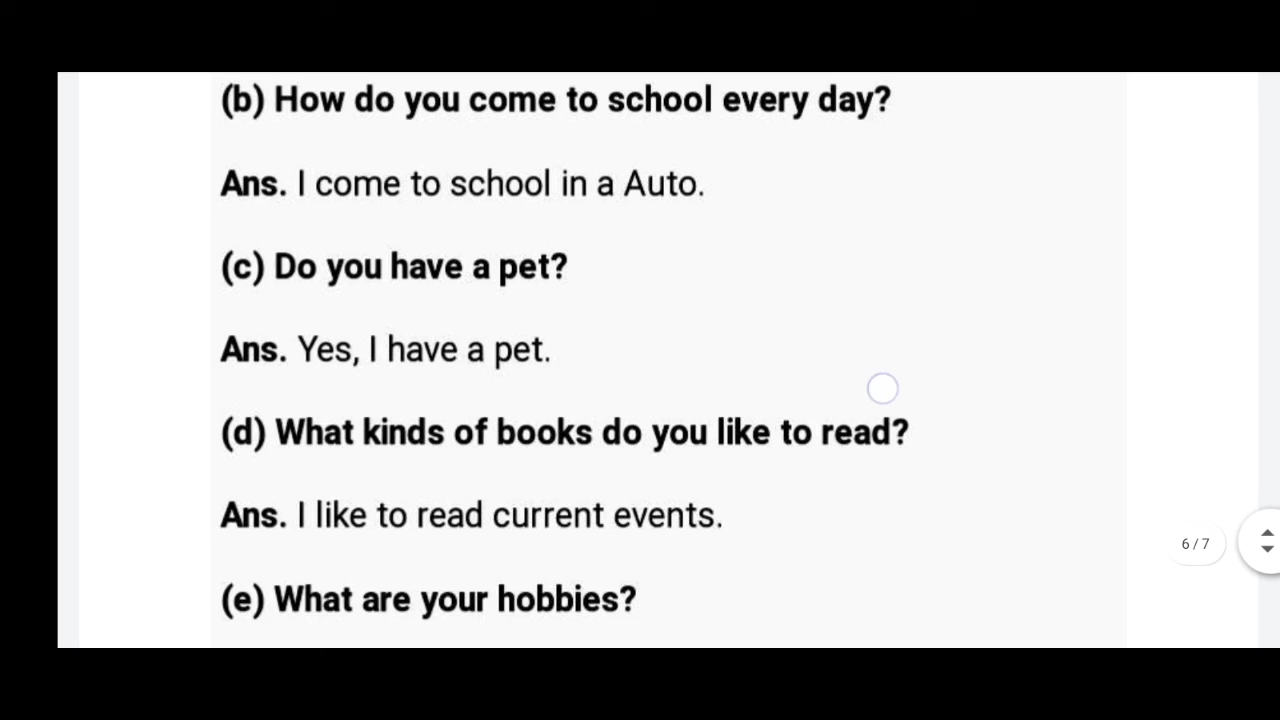 (b) How do you come to school every day?
Ans. I come to school in a Auto.
(c) Do you have a pet?
Ans. Yes, I have a pet.
(d) What kinds of books do you like to read?
Ans. I like to read current events.
6/7
(e) What are your hobbies?